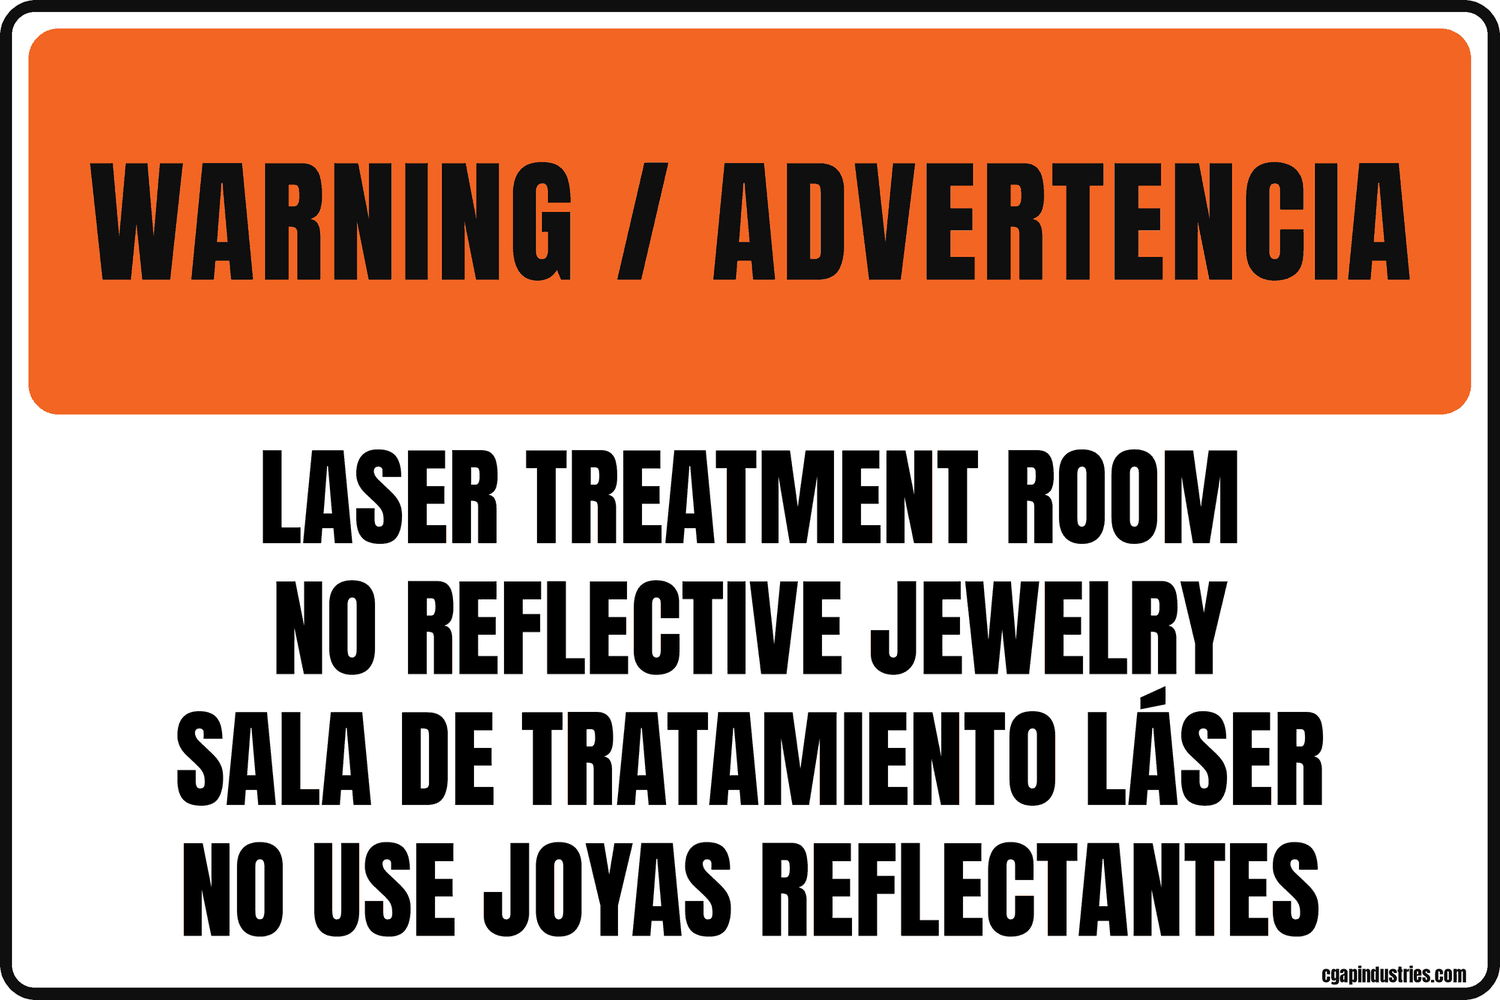 WARNING / ADVERTENCIA
LASER TREATMENT ROOM
NO REFLECTIVE JEWELRY
SALA DE TRATAMIENTO LÁSER
NO USE JOYAS REFLECTANTES
cgapindustries.com